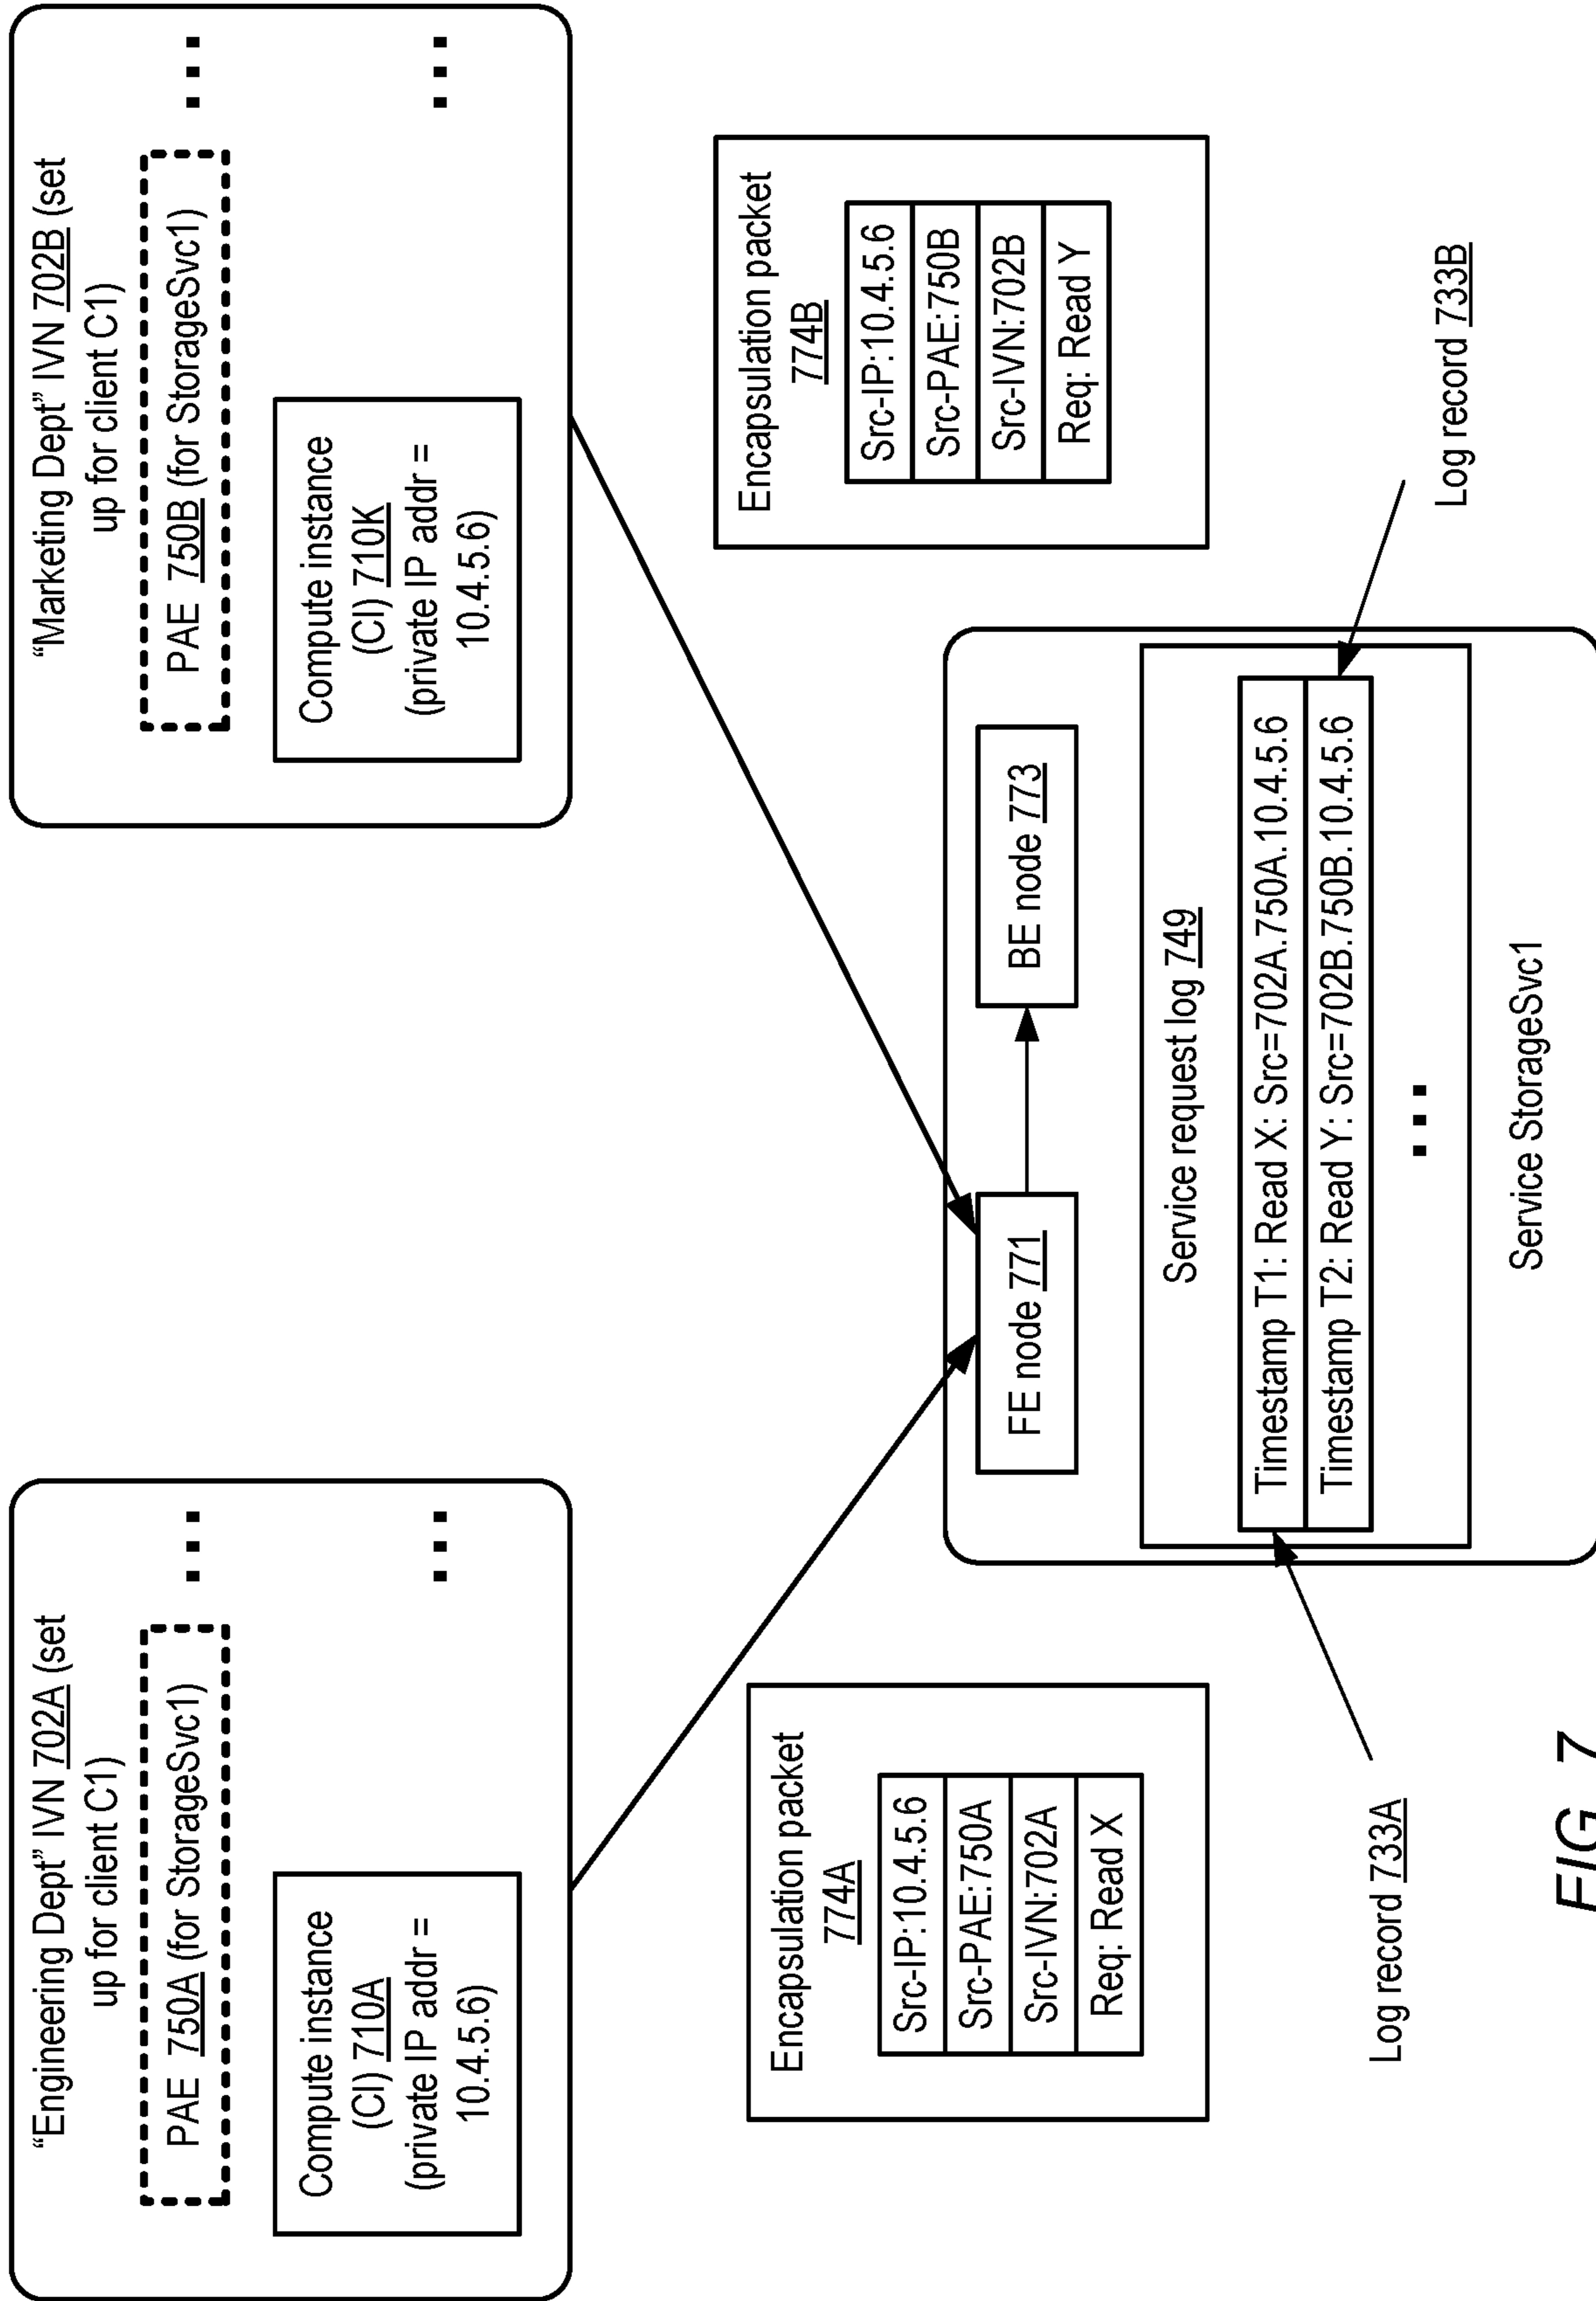 “Engineering Dept” IVN 702A (set
up for client C1)
PAE 750A (for StorageSvc1)
Compute instance
(CI) 710A
(private IP addr =
10.4.5.6)
“Marketing Dept” IVN 702B (set
up for client C1)
PAE 750B (for StorageSvc1)
Compute instance
(CI) 710K
(private IP addr =
10.4.5.6)
Encapsulation packet
774A
Src-IP:10.4.5.6
Src-PAE:750A
Src-IVN:702A
Req: Read X
Encapsulation packet
774B
Src-IP:10.4.5.6
Src-PAE:750B
Src-IVN:702B
Req: Read Y
FE node 771
BE node 773
Service request log 749
Timestamp T1: Read X: Src=702A.750A.10.4.5.6
Timestamp T2: Read Y: Src=702B.750B.10.4.5.6
Service StorageSvc1
Log record 733A
Log record 733B
FIG. 7